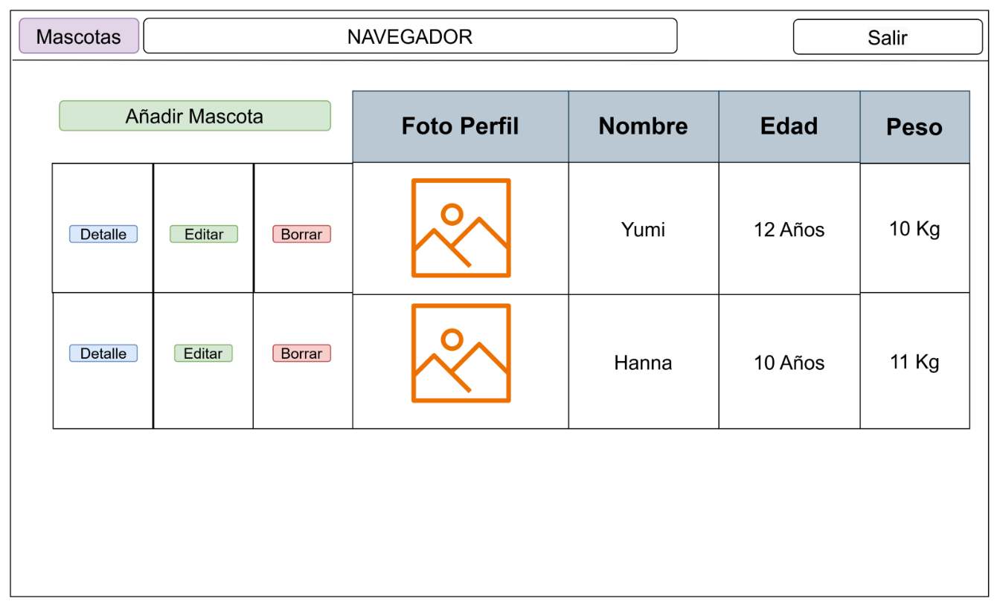 Mascotas
NAVEGADOR
Salir
Añadir Mascota
Foto Perfil
Nombre
Edad
Peso
Detalle
Editar
Borrar
Yumi
12 Años
10 Kg
Detalle
Editar
Borrar
Hanna
10 Años
11 Kg